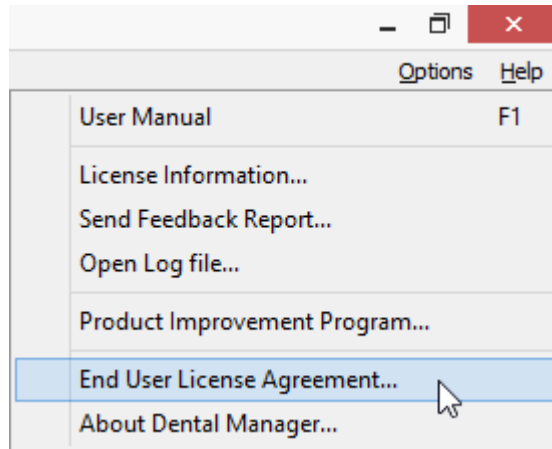 Options Help
User Manual F1
License Information...
Send Feedback Report...
Open Log file...
Product Improvement Program...
End User License Agreement...
About Dental Manager...